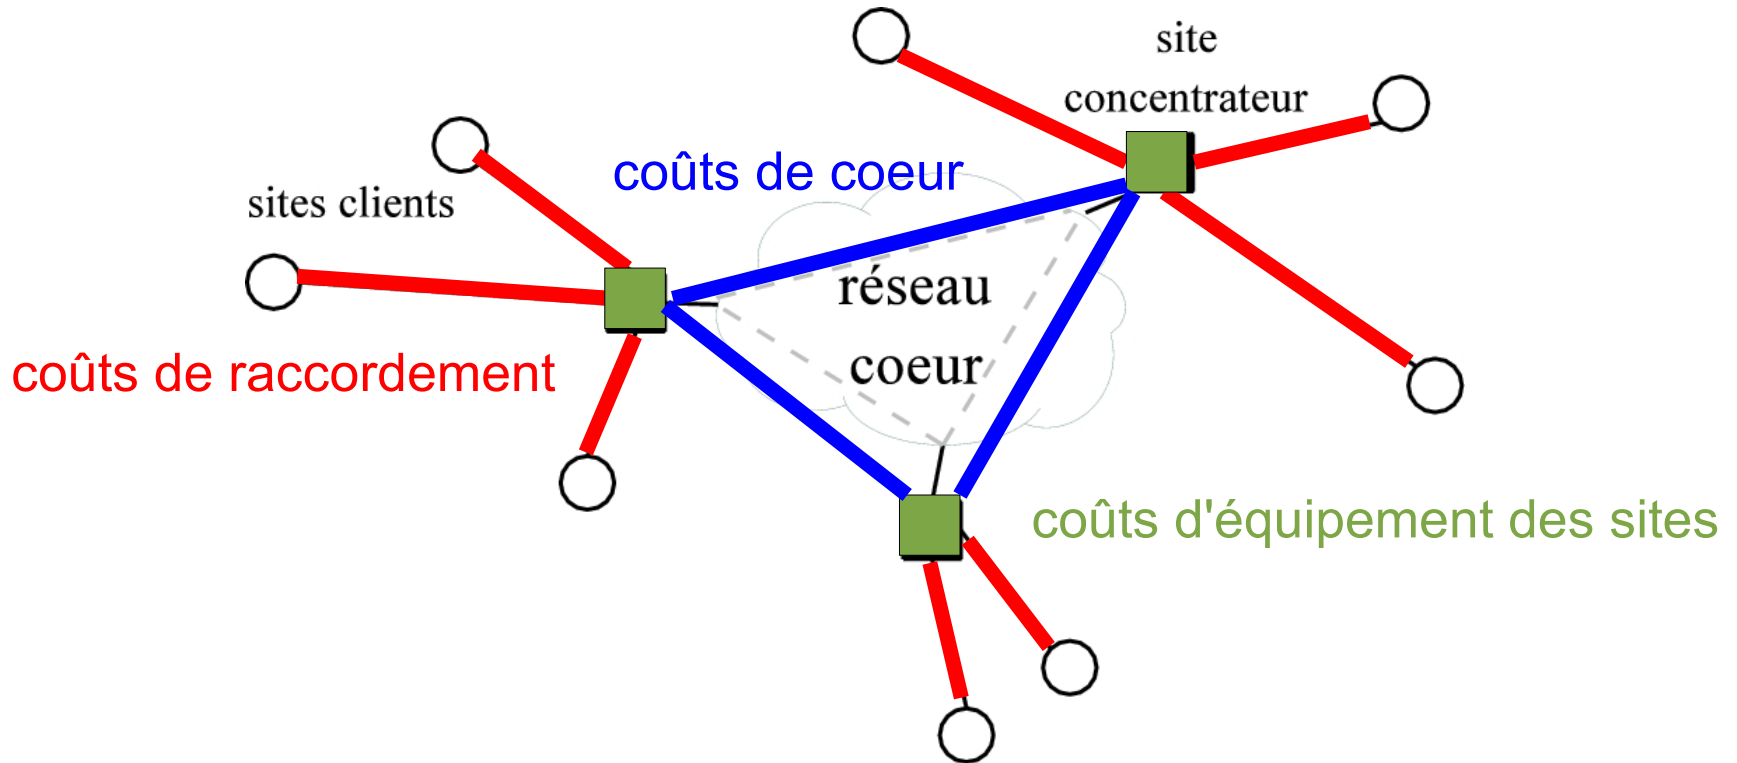 site
concentrateur
coûts de coeur
sites clients
réseau
coeur
coûts de raccordement
coûts d'équipement des sites